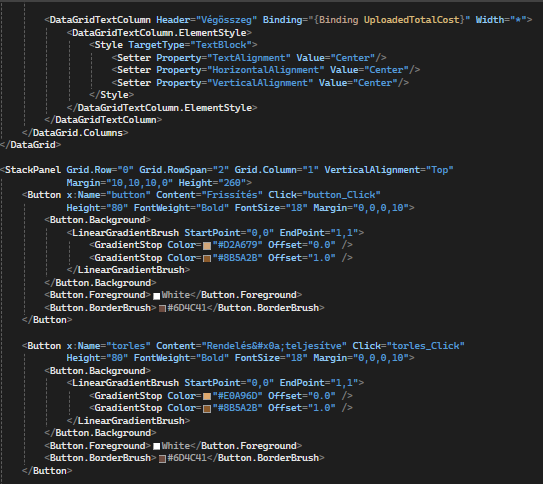 <DataGridTextColumn Header="Végösszeg" Binding="{Binding UploadedTotalCost}" Width="*">
<DataGridTextColumn.ElementStyle>
<Style TargetType="TextBlock">
<Setter Property="TextAlignment" Value="Center"/>
<Setter Property="HorizontalAlignment" Value="Center"/>
<Setter Property="VerticalAlignment" Value="Center"/>
</Style>
</DataGridTextColumn.ElementStyle>
</DataGridTextColumn>
</DataGrid.Columns>
</DataGrid>
<StackPanel Grid.Row="0" Grid.RowSpan="2" Grid.Column="1" VerticalAlignment="Top"
Margin="10,10,10,0" Height="260">
<Button x:Name="button" Content="Frissítés" Click="button_Click"
Height="80" FontWeight="Bold" FontSize="18" Margin="0,0,0,10">
<Button.Background>
<LinearGradientBrush StartPoint="0,0" EndPoint="1,1">
<GradientStop Color="#D2A679" Offset="0.0" />
<GradientStop Color="#8B5A2B" Offset="1.0" />
</LinearGradientBrush>
</Button.Background>
<Button.Foreground>White</Button.Foreground>
<Button.BorderBrush>#6D4C41</Button.BorderBrush>
</Button>
<Button x:Name="torles" Content="Rendelés&#x0a;teljesítve" Click="torles_Click"
Height="80" FontWeight="Bold" FontSize="18" Margin="0,0,0,10">
<Button.Background>
<LinearGradientBrush StartPoint="0,0" EndPoint="1,1">
<GradientStop Color="#E0A96D" Offset="0.0" />
<GradientStop Color="#8B5A2B" Offset="1.0" />
</LinearGradientBrush>
</Button.Background>
<Button.Foreground>White</Button.Foreground>
<Button.BorderBrush>#6D4C41</Button.BorderBrush>
</Button>